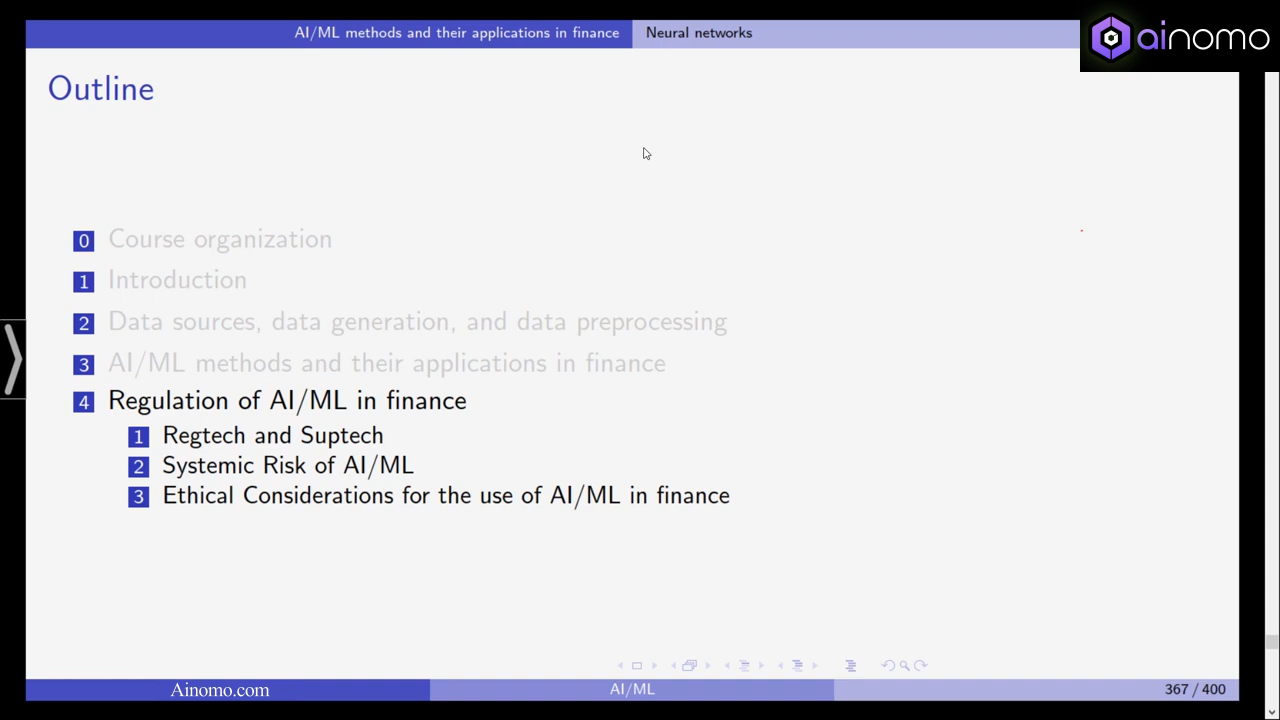 AI/ML methods and their applications in finance
Neural networks
ainomo
Outline
0 Course organization
1 Introduction
2 Data sources, data generation, and data preprocessing
3 AI/ML methods and their applications in finance
4 Regulation of AI/ML in finance
1 Regtech and Suptech
2 Systemic Risk of AI/ML
3 Ethical Considerations for the use of AI/ML in finance
Ainomo.com
AI/ML
367 / 400